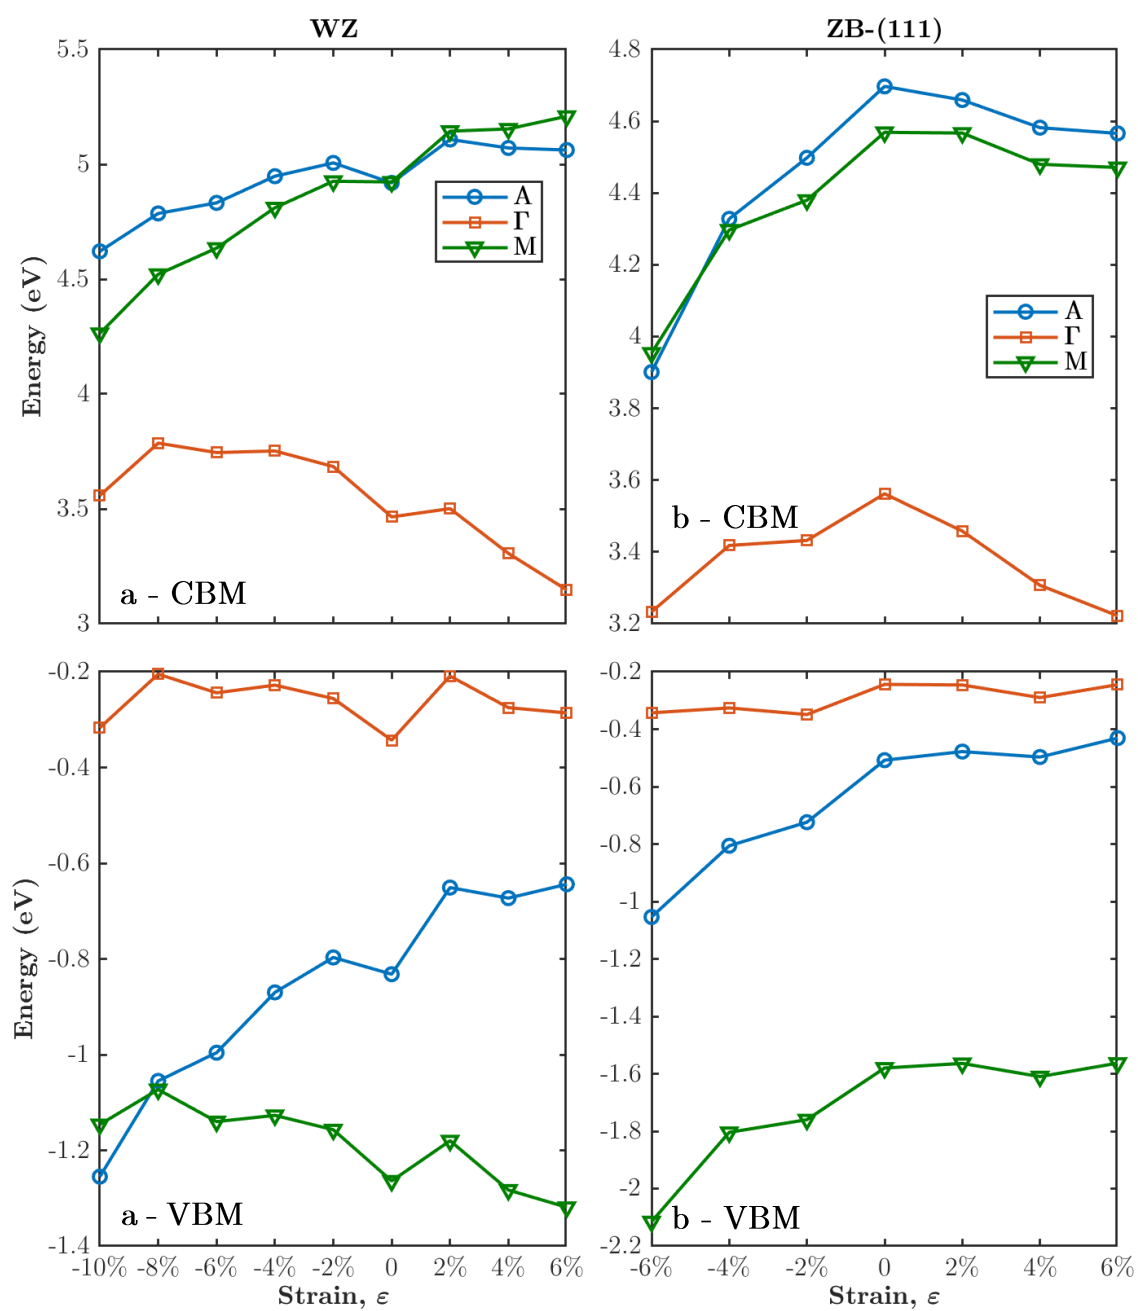 WZ
5.5
5
4.5
4
3.5
3
Energy (eV)
A
Γ
M
a - CBM
ZB-(111)
4.8
4.6
4.4
4.2
4
3.8
3.6
3.4
3.2
A
Γ
M
b - CBM
-0.2
-0.4
-0.6
-0.8
-1
-1.2
-1.4
Energy (eV)
a - VBM
-10% -8% -6% -4% -2% 0 2% 4% 6%
Strain, ε
-0.2
-0.4
-0.6
-0.8
-1
-1.2
-1.4
-1.6
-1.8
-2
-2.2
b - VBM
-6% -4% -2% 0 2% 4% 6%
Strain, ε